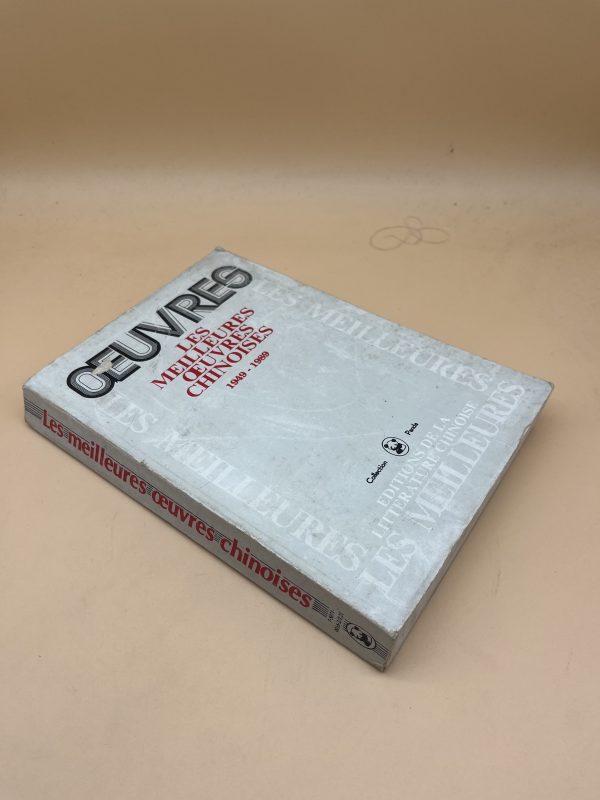 ŒUVRES
LES
MEILLEURES
ŒUVRES
CHINOISES
1949 - 1989
LES MEILLEURES
LES MEILLEURES
Collection Panda
EDITIONS DE LA
LITTERATURE CHINOISE
LES MEILLEURES
Les meilleures œuvres chinoises